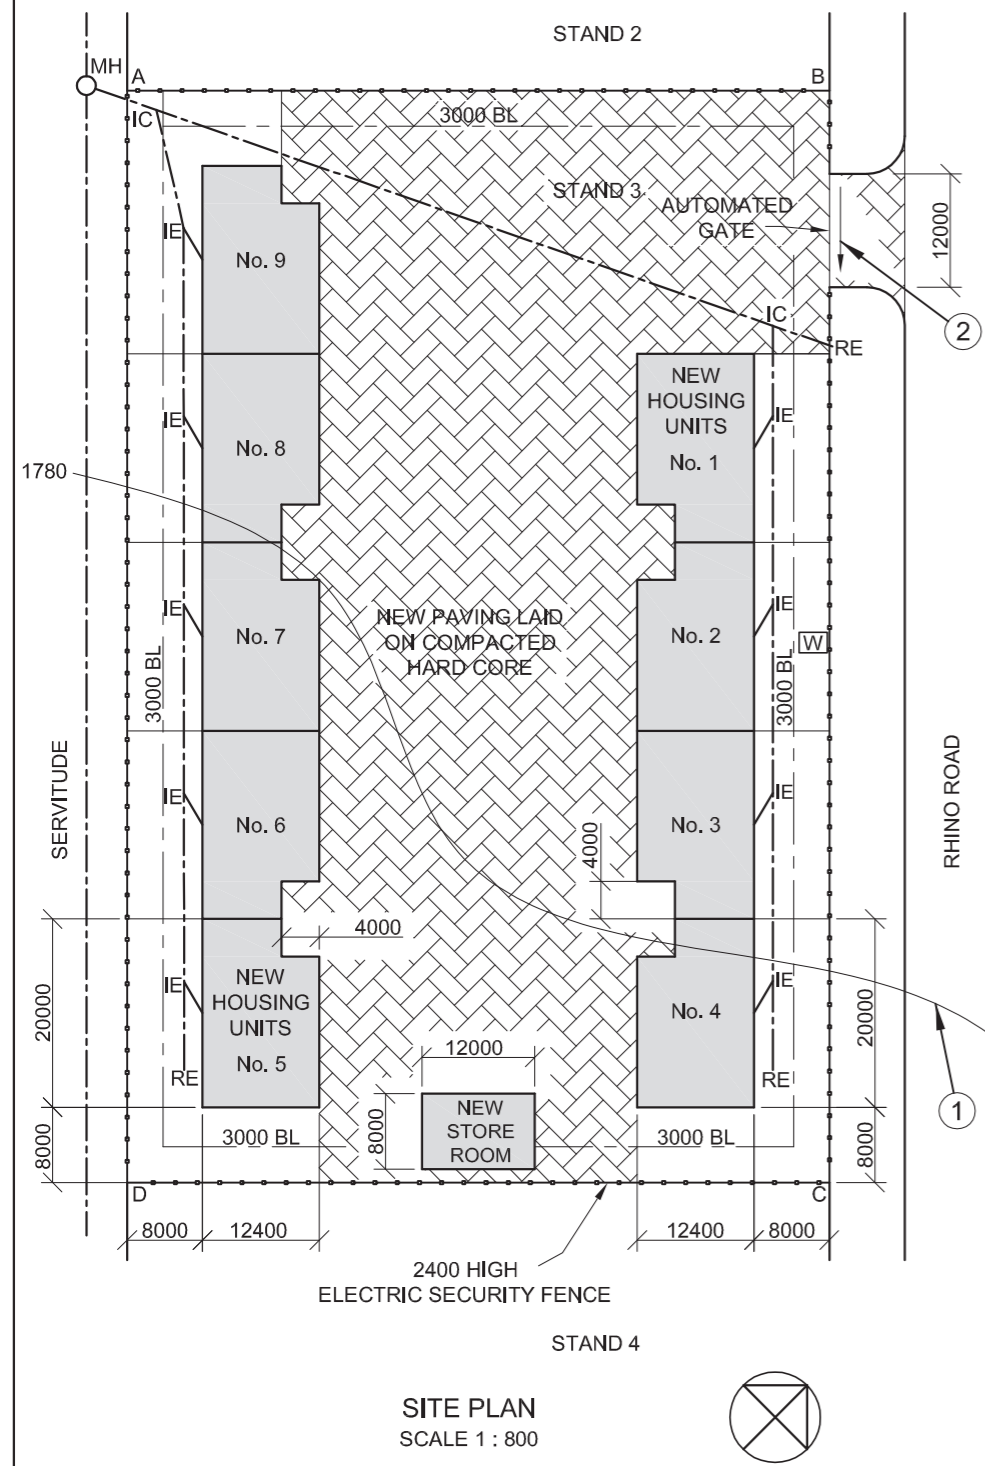 STAND 2
MH
A
B
IC
3000 BL
STAND 3
AUTOMATED
GATE
12000
IE
No. 9
2
IC
RE
NEW
HOUSING
UNITS
No. 1
IE
No. 8
IE
1780
IE
No. 7
NEW PAVING LAID
ON COMPACTED
HARD CORE
No. 2
IE
W
3000 BL
3000 BL
SERVITUDE
RHINO ROAD
IE
No. 6
No. 3
IE
4000
4000
20000
IE
NEW
HOUSING
UNITS
No. 5
No. 4
IE
20000
RE
12000
RE
1
8000
3000 BL
8000
NEW
STORE
ROOM
3000 BL
8000
D
C
8000
12400
12400
8000
2400 HIGH
ELECTRIC SECURITY FENCE
STAND 4
SITE PLAN
SCALE 1 : 800